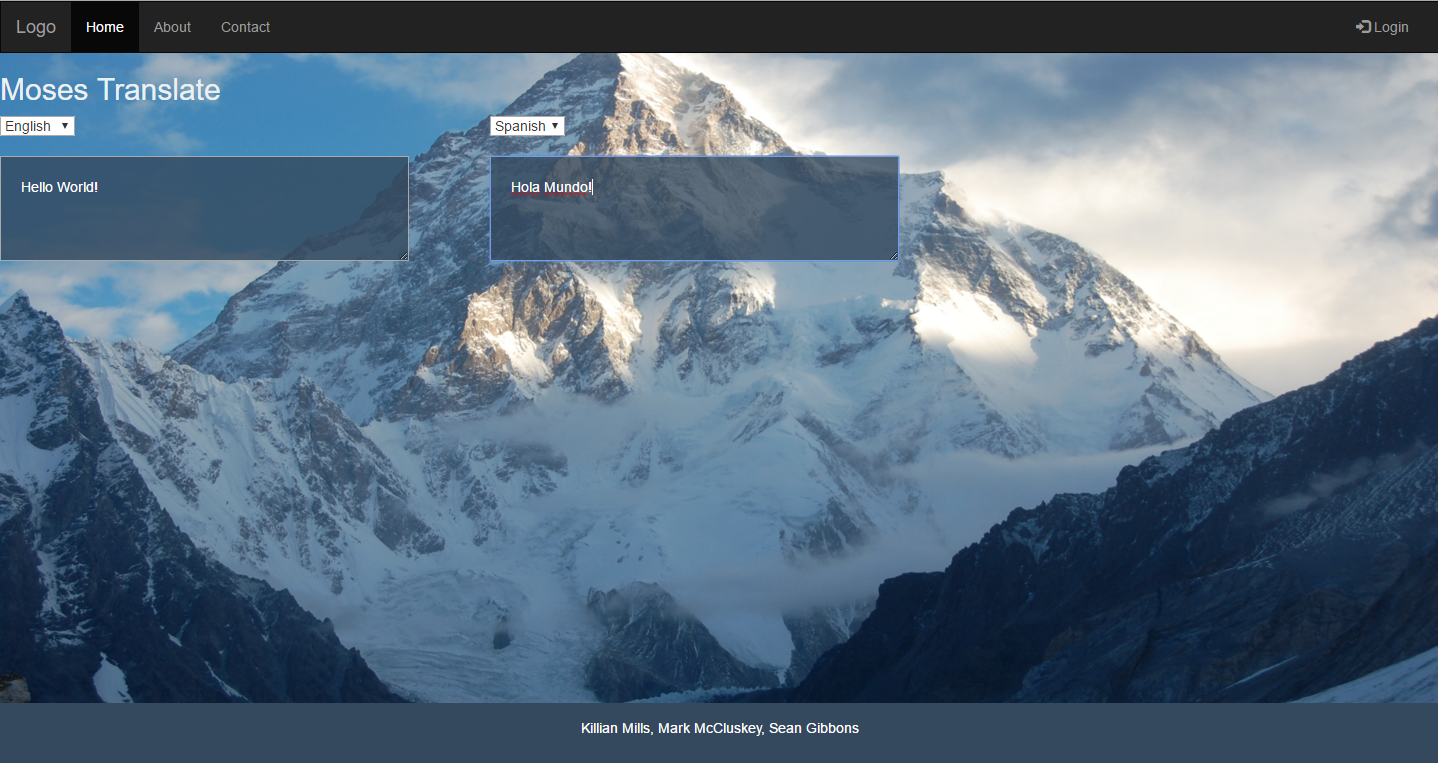 Logo Home About Contact Login
Moses Translate
English Spanish
Hello World! Hola Mundo!
Killian Mills, Mark McCluskey, Sean Gibbons